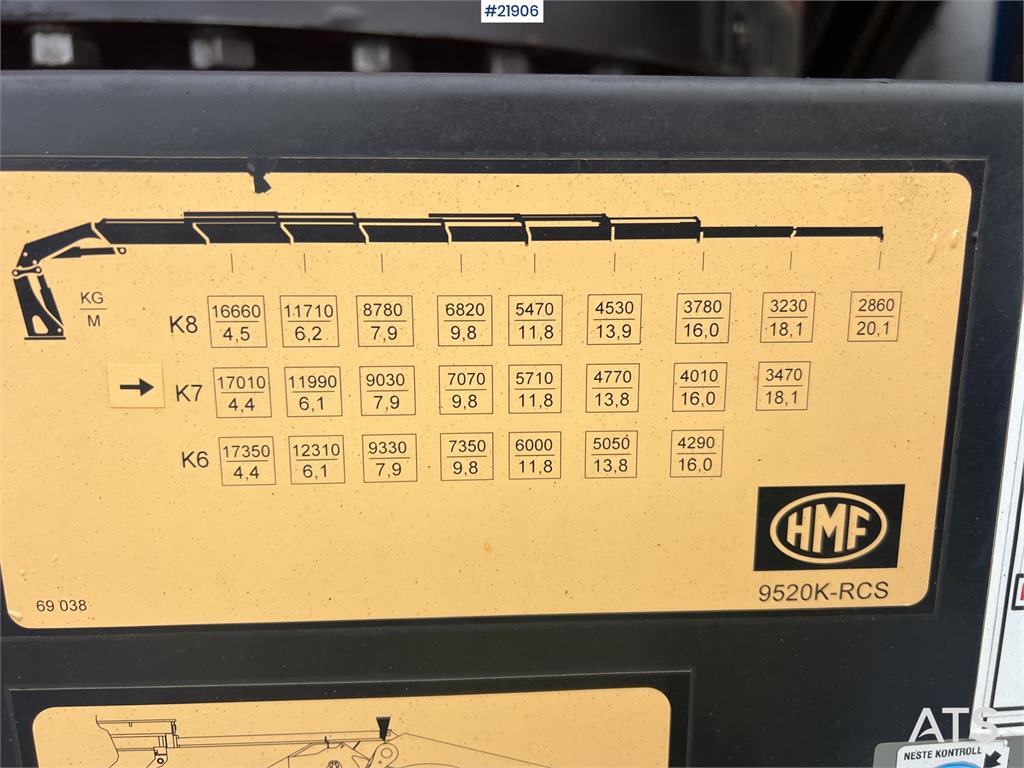 #21906
KG
M
K8 16660 11710 8780 6820 5470 4530 3780 3230 2860
4,5 6,2 7,9 9,8 11,8 13,9 16,0 18,1 20,1
K7 17010 11990 9030 7070 5710 4770 4010 3470
4,4 6,1 7,9 9,8 11,8 13,8 16,0 18,1
K6 17350 12310 9330 7350 6000 5050 4290
4,4 6,1 7,9 9,8 11,8 13,8 16,0
HMF
9520K-RCS
69 038
ATS
NESTE KONTROLL